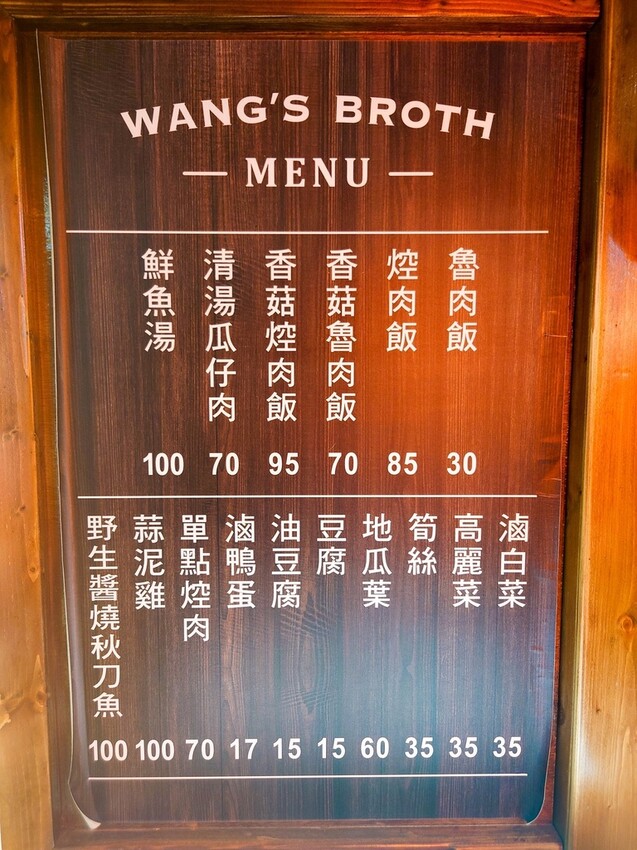 WANG'S BROTH
MENU
魯肉飯
焢肉飯
香菇魯肉飯
香菇焢肉飯
清湯瓜仔肉
鮮魚湯
100 70 95 70 85 30
滷白菜
高麗菜
筍絲
地瓜葉
豆腐
油豆腐
滷鴨蛋
單點焢肉
蒜泥雞
野生醬燒秋刀魚
100 100 70 17 15 15 60 35 35 35